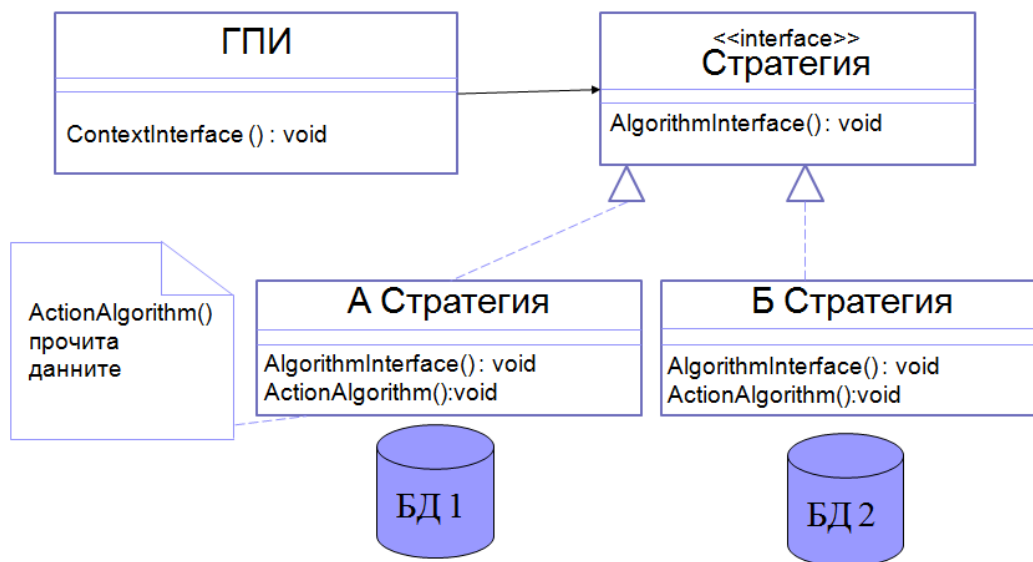 ГПИ
ContextInterface () : void
<<interface>>
Стратегия
AlgorithmInterface() : void
ActionAlgorithm()
прочита
данните
А Стратегия
AlgorithmInterface() : void
ActionAlgorithm():void
Б Стратегия
AlgorithmInterface() : void
ActionAlgorithm():void
БД 1
БД 2